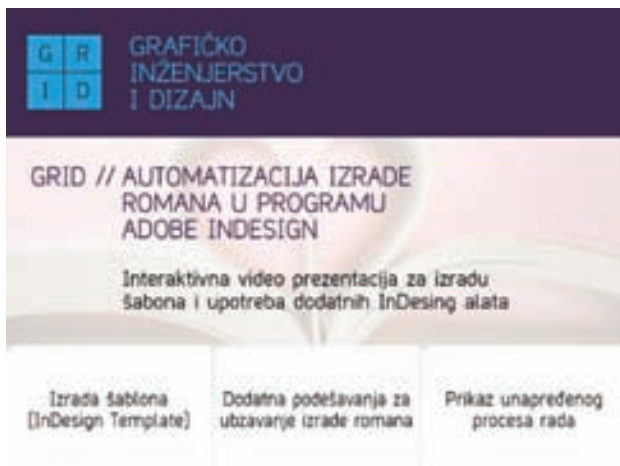 G R
I D
GRAFIČKO
INŽENJERSTVO
I DIZAJN
GRID // AUTOMATIZACIJA IZRADE
ROMANA U PROGRAMU
ADOBE INDESIGN
Interaktivna video prezentacija za izradu
šabona i upotreba dodatnih InDesing alata
Izrada šablona
[InDesign Template]
Dodatna podešavanja za
ubzavanje izrade romana
Prikaz unapređenog
procesa rada